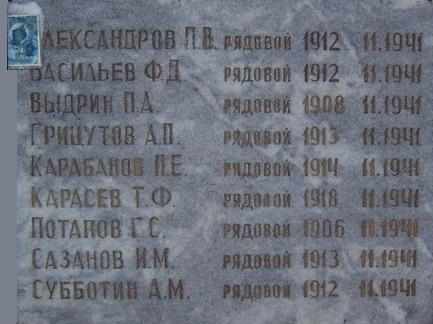 АЛЕКСАНДРОВ П.В. РЯДОВОЙ 1912 11.1941
ВАСИЛЬЕВ Ф.Д. РЯДОВОЙ 1912 11.1941
ВЫДРИН П.А. РЯДОВОЙ 1908 11.1941
ГРИЦУТОВ А.П. РЯДОВОЙ 1913 11.1941
КАРАБАНОВ П.Е. РЯДОВОЙ 1914 11.1941
КАРАСЕВ Т.Ф. РЯДОВОЙ 1918 11.1941
ПОТАПОВ Г.С. РЯДОВОЙ 1906 11.1941
САЗАНОВ И.М. РЯДОВОЙ 1913 11.1941
СУББОТИН А.М. РЯДОВОЙ 1912 11.1941